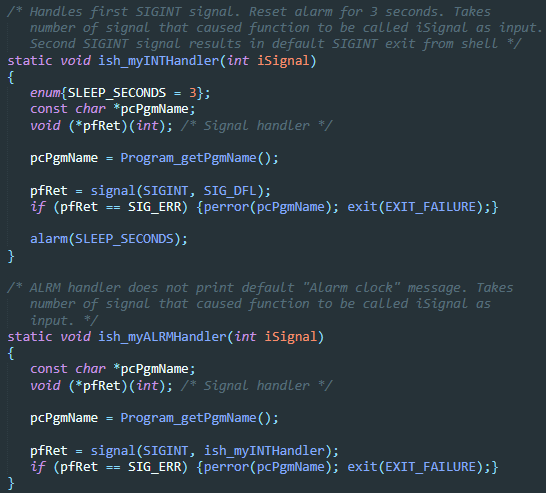 /* Handles first SIGINT signal. Reset alarm for 3 seconds. Takes
   number of signal that caused function to be called iSignal as input.
   Second SIGINT signal results in default SIGINT exit from shell */
static void ish_myINTHandler(int iSignal)
{
   enum{SLEEP_SECONDS = 3};
   const char *pcPgmName;
   void (*pfRet)(int); /* Signal handler */

   pcPgmName = Program_getPgmName();

   pfRet = signal(SIGINT, SIG_DFL);
   if (pfRet == SIG_ERR) {perror(pcPgmName); exit(EXIT_FAILURE);}

   alarm(SLEEP_SECONDS);
}

/* ALRM handler does not print default "Alarm clock" message. Takes
   number of signal that caused function to be called iSignal as
   input. */
static void ish_myALRMHandler(int iSignal)
{
   const char *pcPgmName;
   void (*pfRet)(int); /* Signal handler */

   pcPgmName = Program_getPgmName();

   pfRet = signal(SIGINT, ish_myINTHandler);
   if (pfRet == SIG_ERR) {perror(pcPgmName); exit(EXIT_FAILURE);}
}